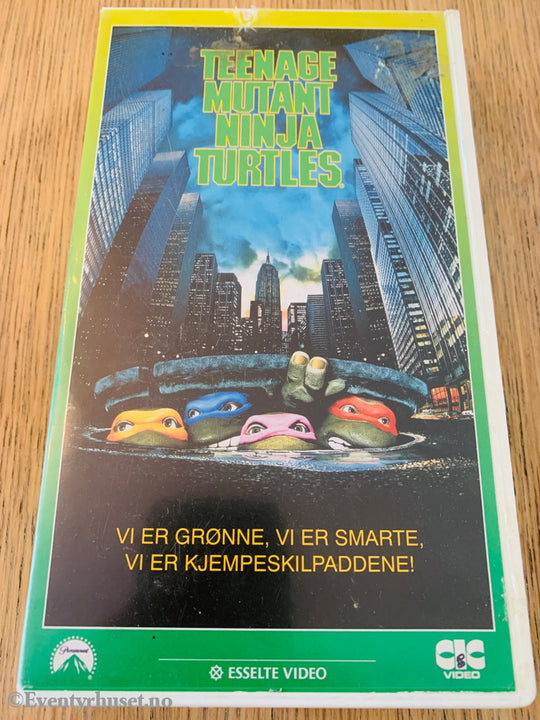 TEENAGE
MUTANT
NINJA
TURTLES®
VI ER GRØNNE, VI ER SMARTE,
VI ER KJEMPESKILPADDENE!
Paramount
ESSELTE VIDEO
CIC
VIDEO
©Eventyrhuset.no